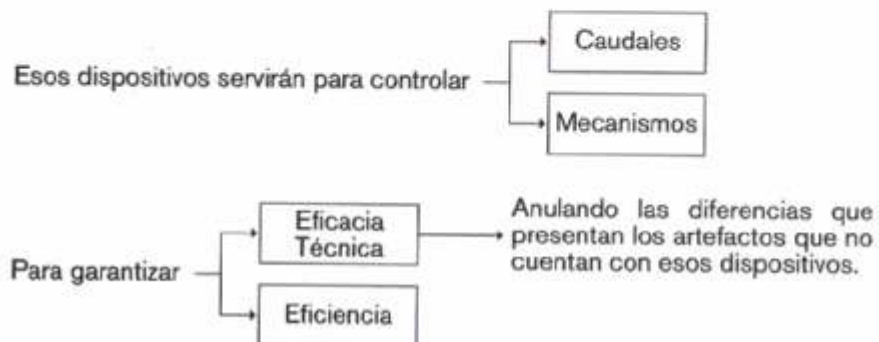 Caudales
Esos dispositivos servirán para controlar
Mecanismos
Eficacia
Técnica
Anulando las diferencias que
presentan los artefactos que no
cuentan con esos dispositivos.
Para garantizar
Eficiencia